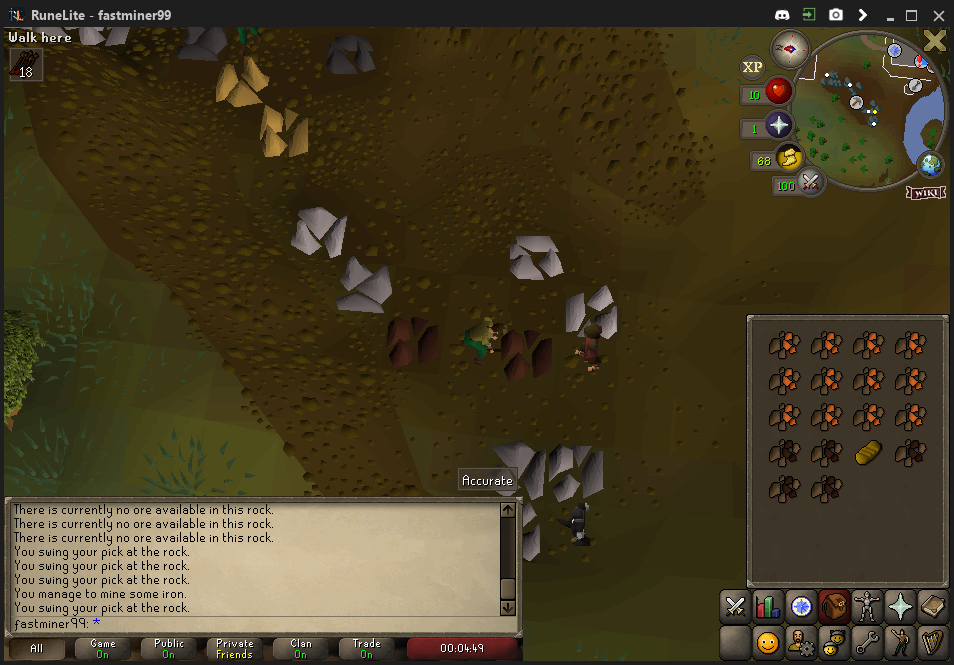 RuneLite - fastminer99
Walk here
18
XP
10
1
68
100
WIKI
Accurate
There is currently no ore available in this rock.
There is currently no ore available in this rock.
There is currently no ore available in this rock.
You swing your pick at the rock.
You swing your pick at the rock.
You swing your pick at the rock.
You manage to mine some iron.
You swing your pick at the rock.
fastminer99: *
All
Game
On
Public
On
Private
Friends
Clan
On
Trade
On
00:04:49